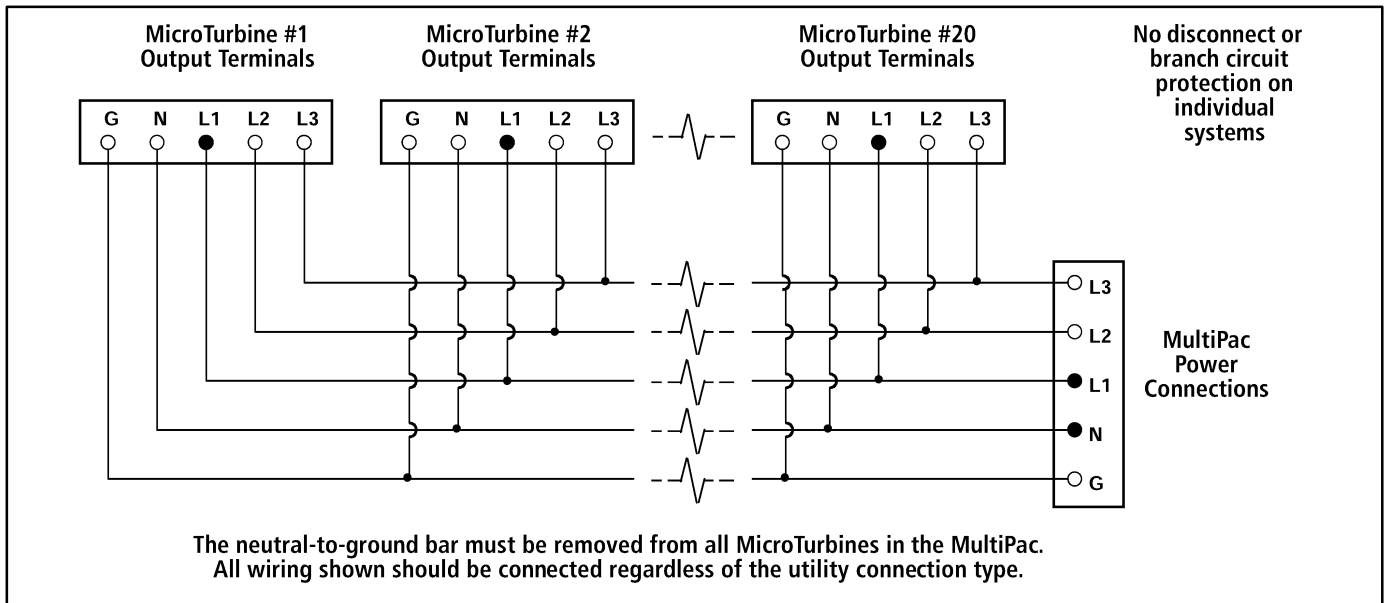 MicroTurbine #1
Output Terminals
MicroTurbine #2
Output Terminals
MicroTurbine #20
Output Terminals
No disconnect or
branch circuit
protection on
individual
systems
G N L1 L2 L3
G N L1 L2 L3
G N L1 L2 L3
L3
L2
L1
N
G
MultiPac
Power
Connections
The neutral-to-ground bar must be removed from all MicroTurbines in the MultiPac.
All wiring shown should be connected regardless of the utility connection type.